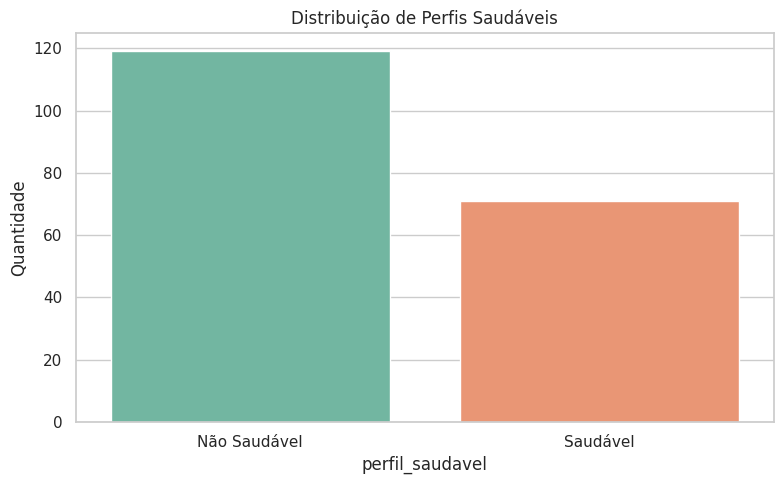 Distribuição de Perfis Saudáveis
120
100
80
60
40
20
0
Quantidade
Não Saudável
Saudável
perfil_saudavel